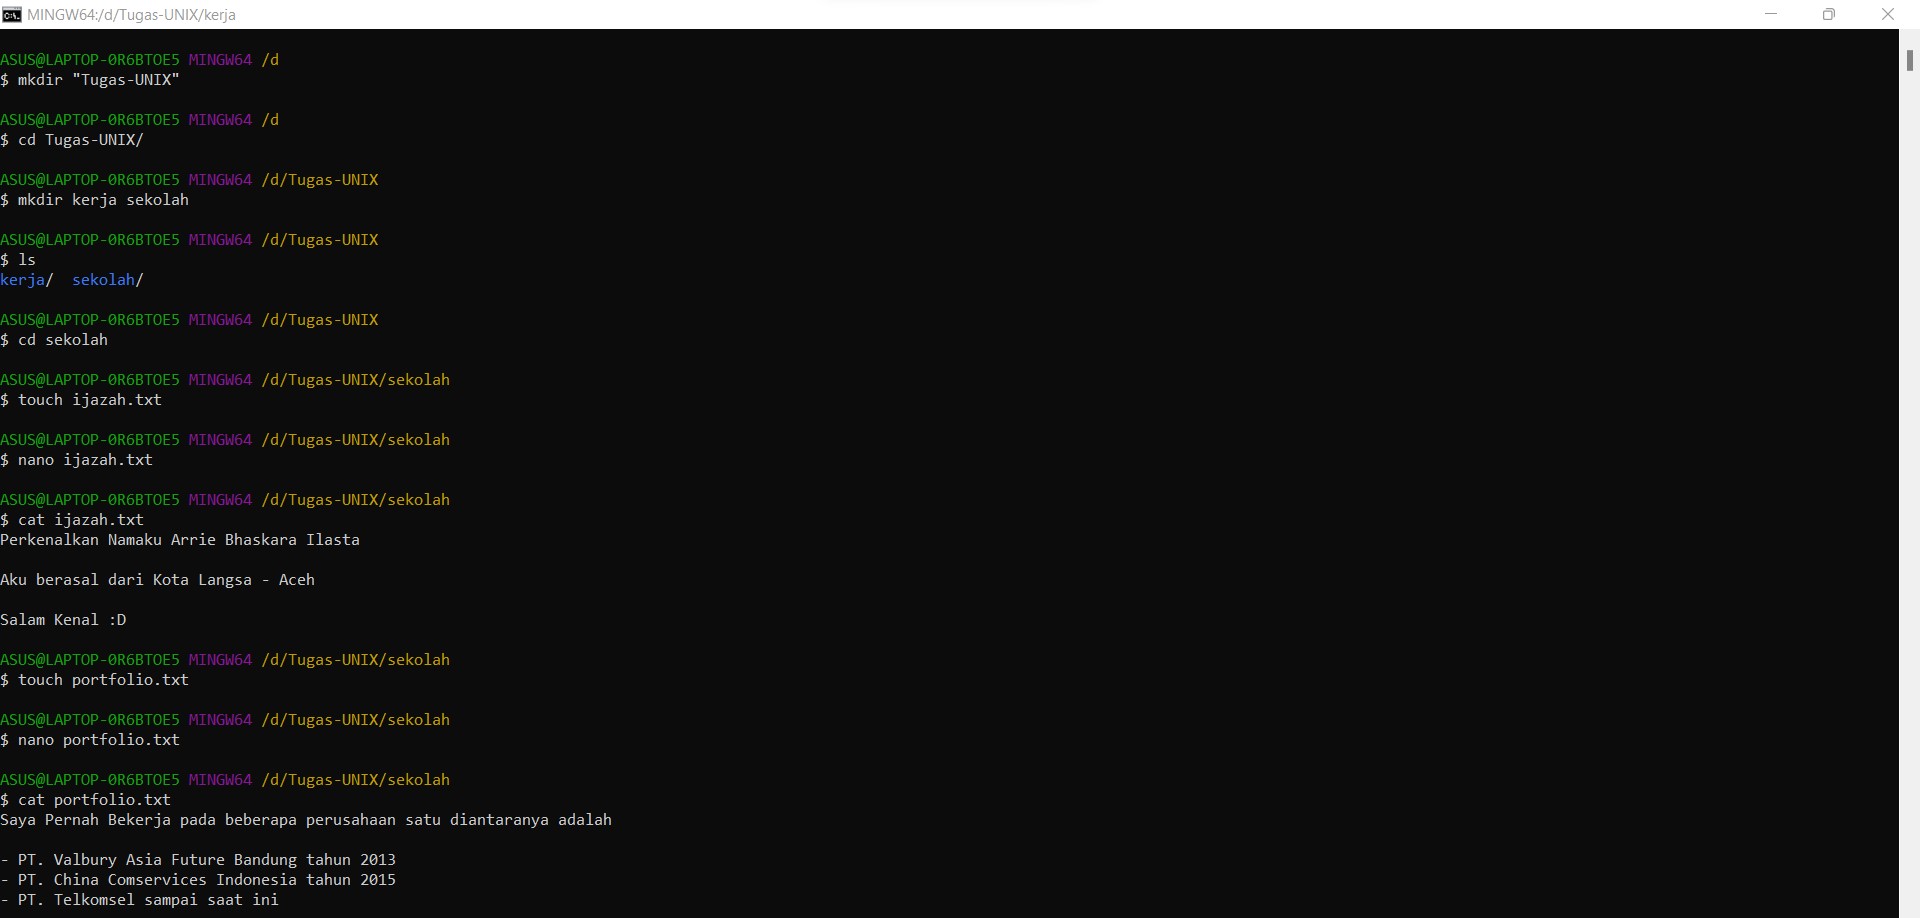 MINGW64:/d/Tugas-UNIX/kerja
ASUS@LAPTOP-0R6BTOE5 MINGW64 /d
$ mkdir "Tugas-UNIX"
ASUS@LAPTOP-0R6BTOE5 MINGW64 /d
$ cd Tugas-UNIX/
ASUS@LAPTOP-0R6BTOE5 MINGW64 /d/Tugas-UNIX
$ mkdir kerja sekolah
ASUS@LAPTOP-0R6BTOE5 MINGW64 /d/Tugas-UNIX
$ ls
kerja/  sekolah/
ASUS@LAPTOP-0R6BTOE5 MINGW64 /d/Tugas-UNIX
$ cd sekolah
ASUS@LAPTOP-0R6BTOE5 MINGW64 /d/Tugas-UNIX/sekolah
$ touch ijazah.txt
ASUS@LAPTOP-0R6BTOE5 MINGW64 /d/Tugas-UNIX/sekolah
$ nano ijazah.txt
ASUS@LAPTOP-0R6BTOE5 MINGW64 /d/Tugas-UNIX/sekolah
$ cat ijazah.txt
Perkenalkan Namaku Arrie Bhaskara Ilasta
Aku berasal dari Kota Langsa - Aceh
Salam Kenal :D
ASUS@LAPTOP-0R6BTOE5 MINGW64 /d/Tugas-UNIX/sekolah
$ touch portfolio.txt
ASUS@LAPTOP-0R6BTOE5 MINGW64 /d/Tugas-UNIX/sekolah
$ nano portfolio.txt
ASUS@LAPTOP-0R6BTOE5 MINGW64 /d/Tugas-UNIX/sekolah
$ cat portfolio.txt
Saya Pernah Bekerja pada beberapa perusahaan satu diantaranya adalah
- PT. Valbury Asia Future Bandung tahun 2013
- PT. China Comservices Indonesia tahun 2015
- PT. Telkomsel sampai saat ini